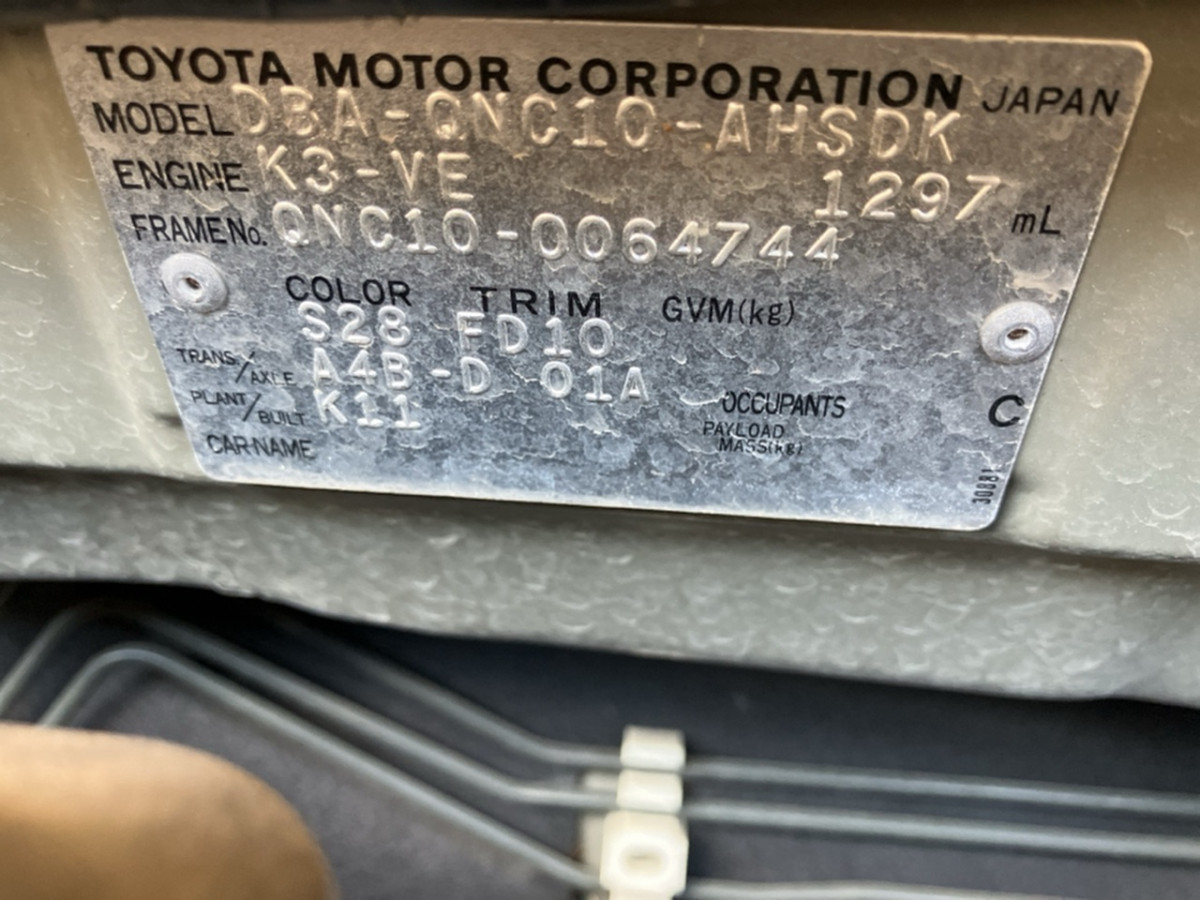 TOYOTA MOTOR CORPORATION JAPAN
MODEL DBA-QNC10-AHSDK
ENGINE K3-VE 1297 mL
FRAME No. QNC10-0064744
COLOR TRIM GVM(kg)
S28 FD10
TRANS/AXLE A4B-D 01A
PLANT/BUILT K11
OCCUPANTS C
PAYLOAD
MASS(kg)
CAR NAME
30881